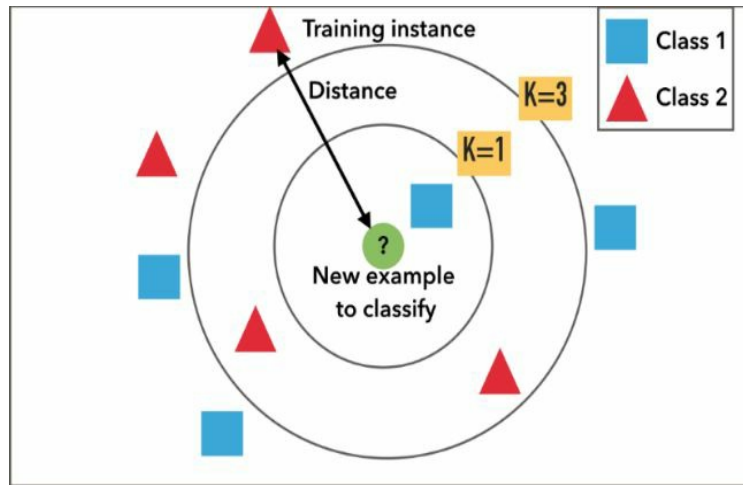 Training instance
Class 1
Distance
K=3
Class 2
K=1
?
New example
to classify